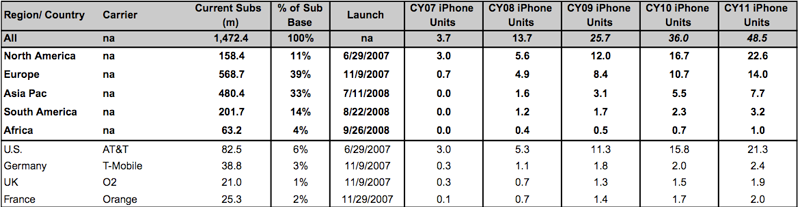 Region/ Country Carrier Current Subs (m) % of Sub Base Launch CY07 iPhone Units CY08 iPhone Units CY09 iPhone Units CY10 iPhone Units CY11 iPhone Units
All na 1,472.4 100% na 3.7 13.7 25.7 36.0 48.5
North America na 158.4 11% 6/29/2007 3.0 5.6 12.0 16.7 22.6
Europe na 568.7 39% 11/9/2007 0.7 4.9 8.4 10.7 14.0
Asia Pac na 480.4 33% 7/11/2008 0.0 1.6 3.1 5.5 7.7
South America na 201.7 14% 8/22/2008 0.0 1.2 1.7 2.3 3.2
Africa na 63.2 4% 9/26/2008 0.0 0.4 0.5 0.7 1.0
U.S. AT&T 82.5 6% 6/29/2007 3.0 5.3 11.3 15.8 21.3
Germany T-Mobile 38.8 3% 11/9/2007 0.3 1.1 1.8 2.0 2.4
UK O2 21.0 1% 11/9/2007 0.3 0.7 1.3 1.5 1.9
France Orange 25.3 2% 11/29/2007 0.1 0.7 1.4 1.7 2.0